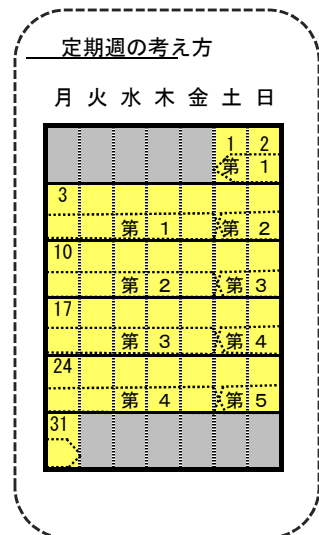 定期週の考え方
月 火 水 木 金 土 日
1 2
第 1
3
第 1 第 2
10
第 2 第 3
17
第 3 第 4
24
第 4 第 5
31